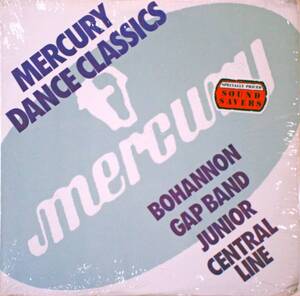 MERCURY
DANCE CLASSICS
SPECIALLY PRICED
SOUND
SAVERS
mercury
BOHANNON
GAP BAND
JUNIOR
CENTRAL
LINE